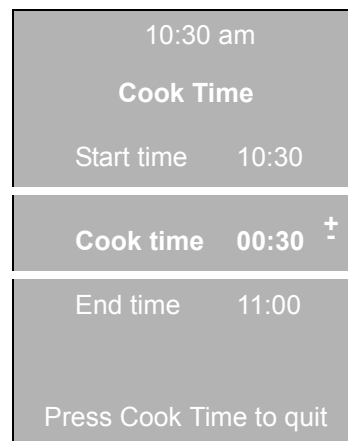 10:30 am
Cook Time
Start time 10:30
Cook time 00:30 + -
End time 11:00
Press Cook Time to quit